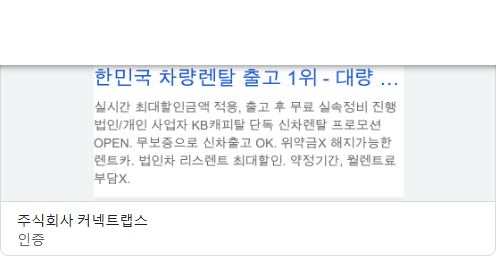 한민국 차량렌탈 출고 1위 - 대량 ...
실시간 최대할인금액 적용, 출고 후 무료 실속정비 진행
법인/개인 사업자 KB캐피탈 단독 신차렌탈 프로모션
OPEN. 무보증으로 신차출고 OK. 위약금X 해지가능한
렌트카. 법인차 리스렌트 최대할인. 약정기간, 월렌트료
부담X.
주식회사 커넥트랩스
인증